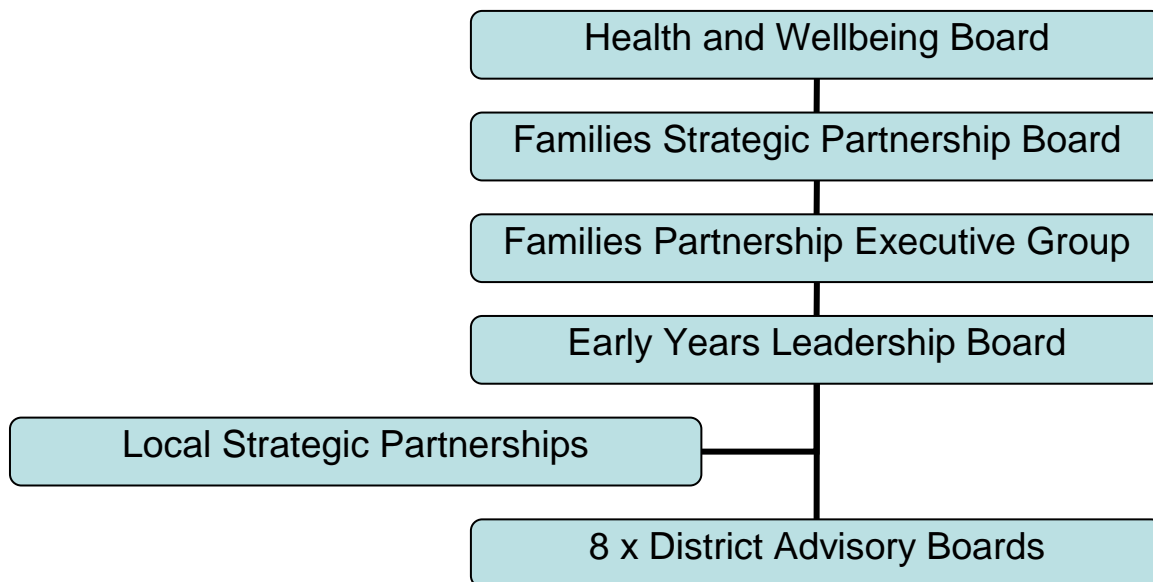 Health and Wellbeing Board
Families Strategic Partnership Board
Families Partnership Executive Group
Early Years Leadership Board
Local Strategic Partnerships
8 x District Advisory Boards